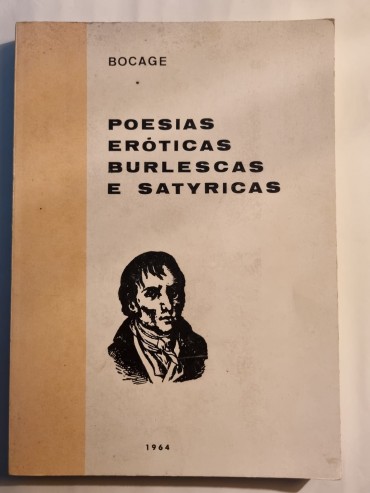 BOCAGE
POESIAS
ERÓTICAS
BURLESCAS
E SATYRICAS
1964